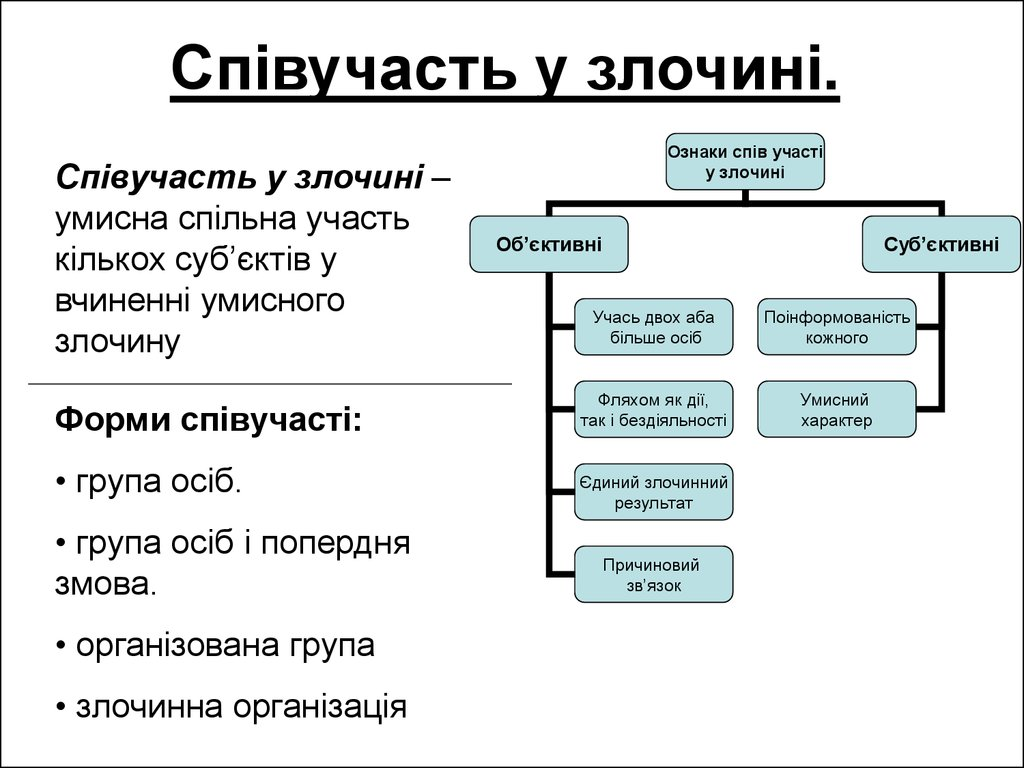 Співучасть у злочині.
Співучасть у злочині –
умисна спільна участь
кількох суб’єктів у
вчиненні умисного
злочину
Форми співучасті:
• група осіб.
• група осіб і попердня
змова.
• організована група
• злочинна організація
Ознаки спів участі
у злочині
Об’єктивні
Суб’єктивні
Учась двох аба
більше осіб
Поінформованість
кожного
Фляхом як дії,
так і бездіяльності
Умисний
характер
Єдиний злочинний
результат
Причиновий
зв’язок